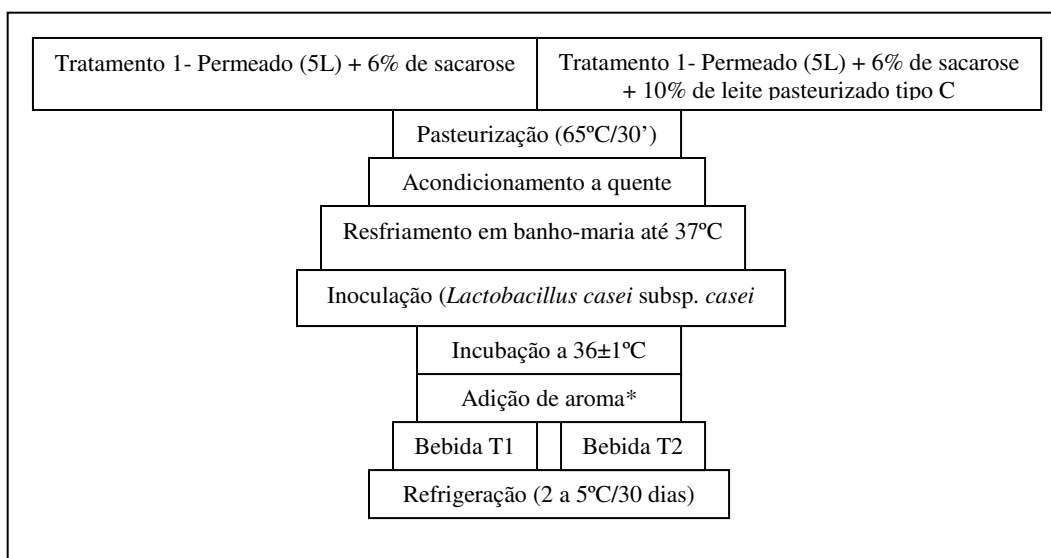 Tratamento 1- Permeado (5L) + 6% de sacarose
Tratamento 1- Permeado (5L) + 6% de sacarose
+ 10% de leite pasteurizado tipo C
Pasteurização (65ºC/30’)
Acondicionamento a quente
Resfriamento em banho-maria até 37ºC
Inoculação (Lactobacillus casei subsp. casei
Incubação a 36±1ºC
Adição de aroma*
Bebida T1
Bebida T2
Refrigeração (2 a 5ºC/30 dias)